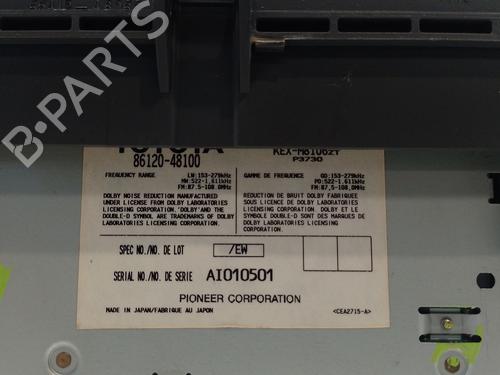 TOYOTA
86120-48100
KEX-M8106ZT
P3730
FREQUENCY RANGE
LW:153-279kHz
MW:522-1,611kHz
FM:87.5-108.0MHz
GAMME DE FREQUENCE
GO:153-279kHz
PO:522-1,611kHz
FM:87.5-108.0MHz
DOLBY NOISE REDUCTION MANUFACTURED
UNDER LICENSE FROM DOLBY LABORATORIES
LICENSING CORPORATION. 'DOLBY' AND THE
DOUBLE-D SYMBOL ARE TRADEMARKS OF DOLBY
LABORATORIES LICENSING CORPORATION.
REDUCTION DE BRUIT DOLBY FABRIQUEE
SOUS LICENCE DE DOLBY LABORATORIES
LICENSING CORPORATION. DOLBY ET LE
SYMBOLE DOUBLE-D SONT DES MARQUES DE
DOLBY LABORATORIES LICENSING
CORPORATION.
SPEC NO./NO. DE LOT
/EW
SERIAL NO./NO. DE SERIE
AI010501
PIONEER CORPORATION
MADE IN JAPAN/FABRIQUE AU JAPON
<CEA2715-A>
B-PARTS